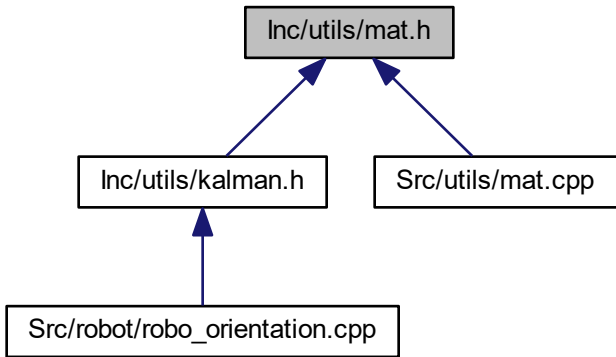 Inc/utils/mat.h
Inc/utils/kalman.h
Src/utils/mat.cpp
Src/robot/robo_orientation.cpp